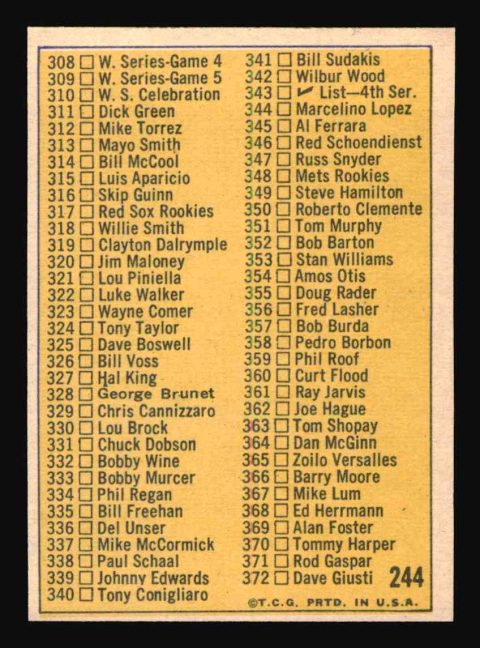 308 W. Series-Game 4
309 W. Series-Game 5
310 W. S. Celebration
311 Dick Green
312 Mike Torrez
313 Mayo Smith
314 Bill McCool
315 Luis Aparicio
316 Skip Guinn
317 Red Sox Rookies
318 Willie Smith
319 Clayton Dalrymple
320 Jim Maloney
321 Lou Piniella
322 Luke Walker
323 Wayne Comer
324 Tony Taylor
325 Dave Boswell
326 Bill Voss
327 Hal King
328 George Brunet
329 Chris Cannizzaro
330 Lou Brock
331 Chuck Dobson
332 Bobby Wine
333 Bobby Murcer
334 Phil Regan
335 Bill Freehan
336 Del Unser
337 Mike McCormick
338 Paul Schaal
339 Johnny Edwards
340 Tony Conigliaro
341 Bill Sudakis
342 Wilbur Wood
343 ✓ List—4th Ser.
344 Marcelino Lopez
345 Al Ferrara
346 Red Schoendienst
347 Russ Snyder
348 Mets Rookies
349 Steve Hamilton
350 Roberto Clemente
351 Tom Murphy
352 Bob Barton
353 Stan Williams
354 Amos Otis
355 Doug Rader
356 Fred Lasher
357 Bob Burda
358 Pedro Borbon
359 Phil Roof
360 Curt Flood
361 Ray Jarvis
362 Joe Hague
363 Tom Shopay
364 Dan McGinn
365 Zoilo Versalles
366 Barry Moore
367 Mike Lum
368 Ed Herrmann
369 Alan Foster
370 Tommy Harper
371 Rod Gaspar
372 Dave Giusti
244
©T.C.G. PRTD. IN U.S.A.